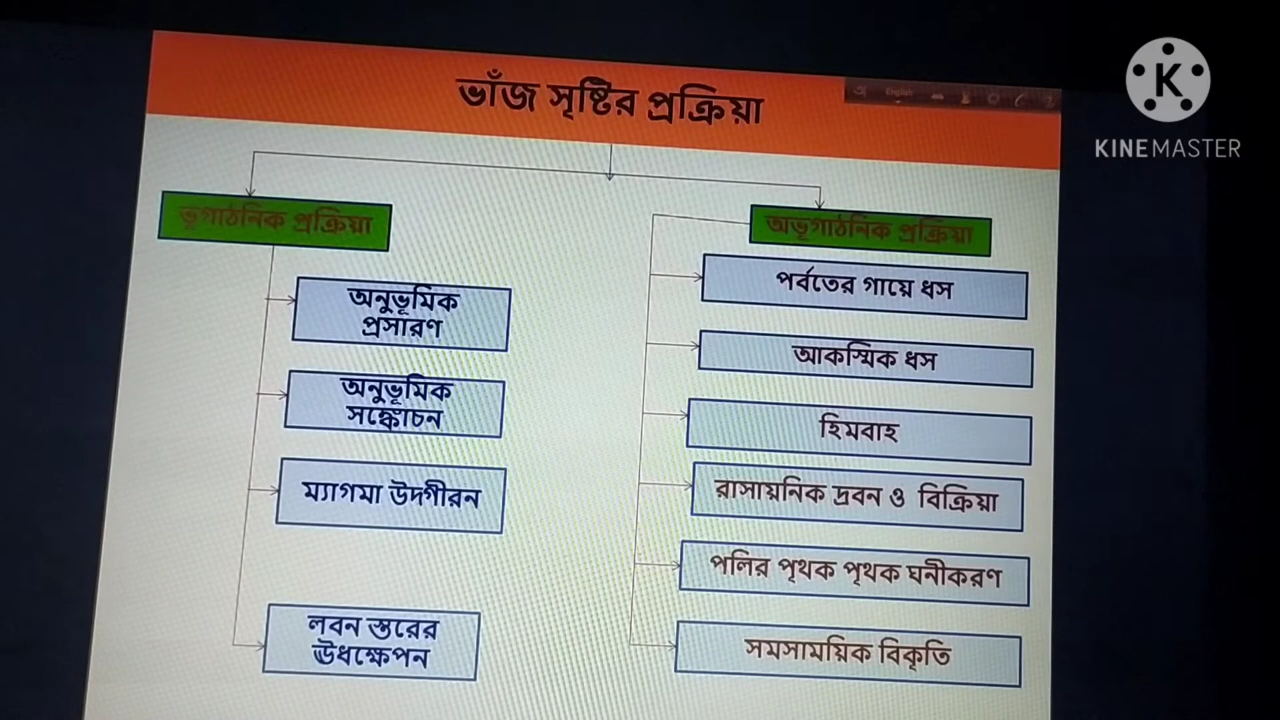 ভাঁজ সৃষ্টির প্রক্রিয়া
English
KINEMASTER
ভূগাঠনিক প্রক্রিয়া
অনুভূমিক
প্রসারণ
অনুভূমিক
সঙ্কোচন
ম্যাগমা উদগীরন
লবন স্তরের
ঊধক্ষেপন
অভূগাঠনিক প্রক্রিয়া
পর্বতের গায়ে ধস
আকস্মিক ধস
হিমবাহ
রাসায়নিক দ্রবন ও বিক্রিয়া
পলির পৃথক পৃথক ঘনীকরণ
সমসাময়িক বিকৃতি